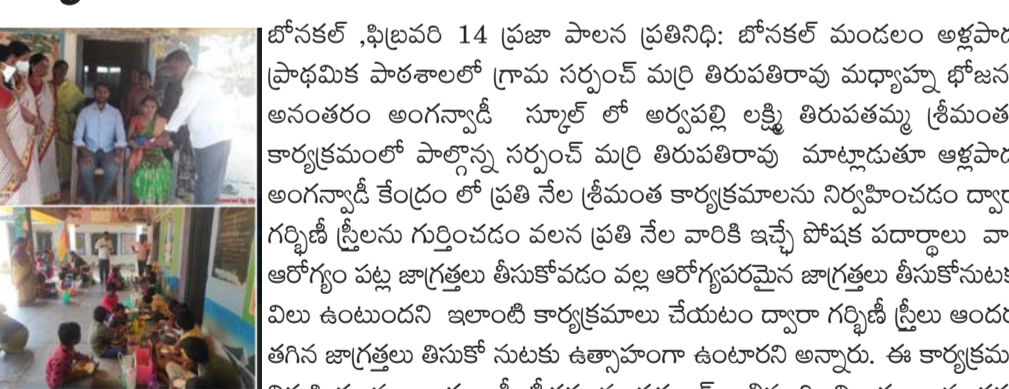 బోనకల్ ,ఫిబ్రవరి 14 ప్రజా పాలన ప్రతినిధి: బోనకల్ మండలం అళ్లపాద
ప్రాథమిక పాఠశాలలో గ్రామ సర్పంచ్ మర్రి తిరుపతిరావు మధ్యాహ్న భోజన
అనంతరం అంగన్వాడీ స్కూల్ లో అర్వపల్లి లక్ష్మి తిరుపతమ్మ శ్రీమంత
కార్యక్రమంలో పాల్గొన్న సర్పంచ్ మర్రి తిరుపతిరావు మాట్లాడుతూ ఆళ్లపాద
అంగన్వాడీ కేంద్రం లో ప్రతి నేల శ్రీమంత కార్యక్రమాలను నిర్వహించడం ద్వార
గర్భిణీ స్త్రీలను గుర్తించడం వలన ప్రతి నేల వారికి ఇచ్ఛే పోషక పదార్థాలు వా
ఆరోగ్యం పట్ల జాగ్రత్తలు తీసుకోవడం వల్ల ఆరోగ్యపరమైన జాగ్రత్తలు తీసుకోనుటక
విలు ఉంటుందని ఇలాంటి కార్యక్రమాలు చేయటం ద్వారా గర్భిణీ స్త్రీలు ఆందర
తగిన జాగ్రత్తలు తిసుకో నుటకు ఉత్సాహంగా ఉంటారని అన్నారు. ఈ కార్యక్రమ